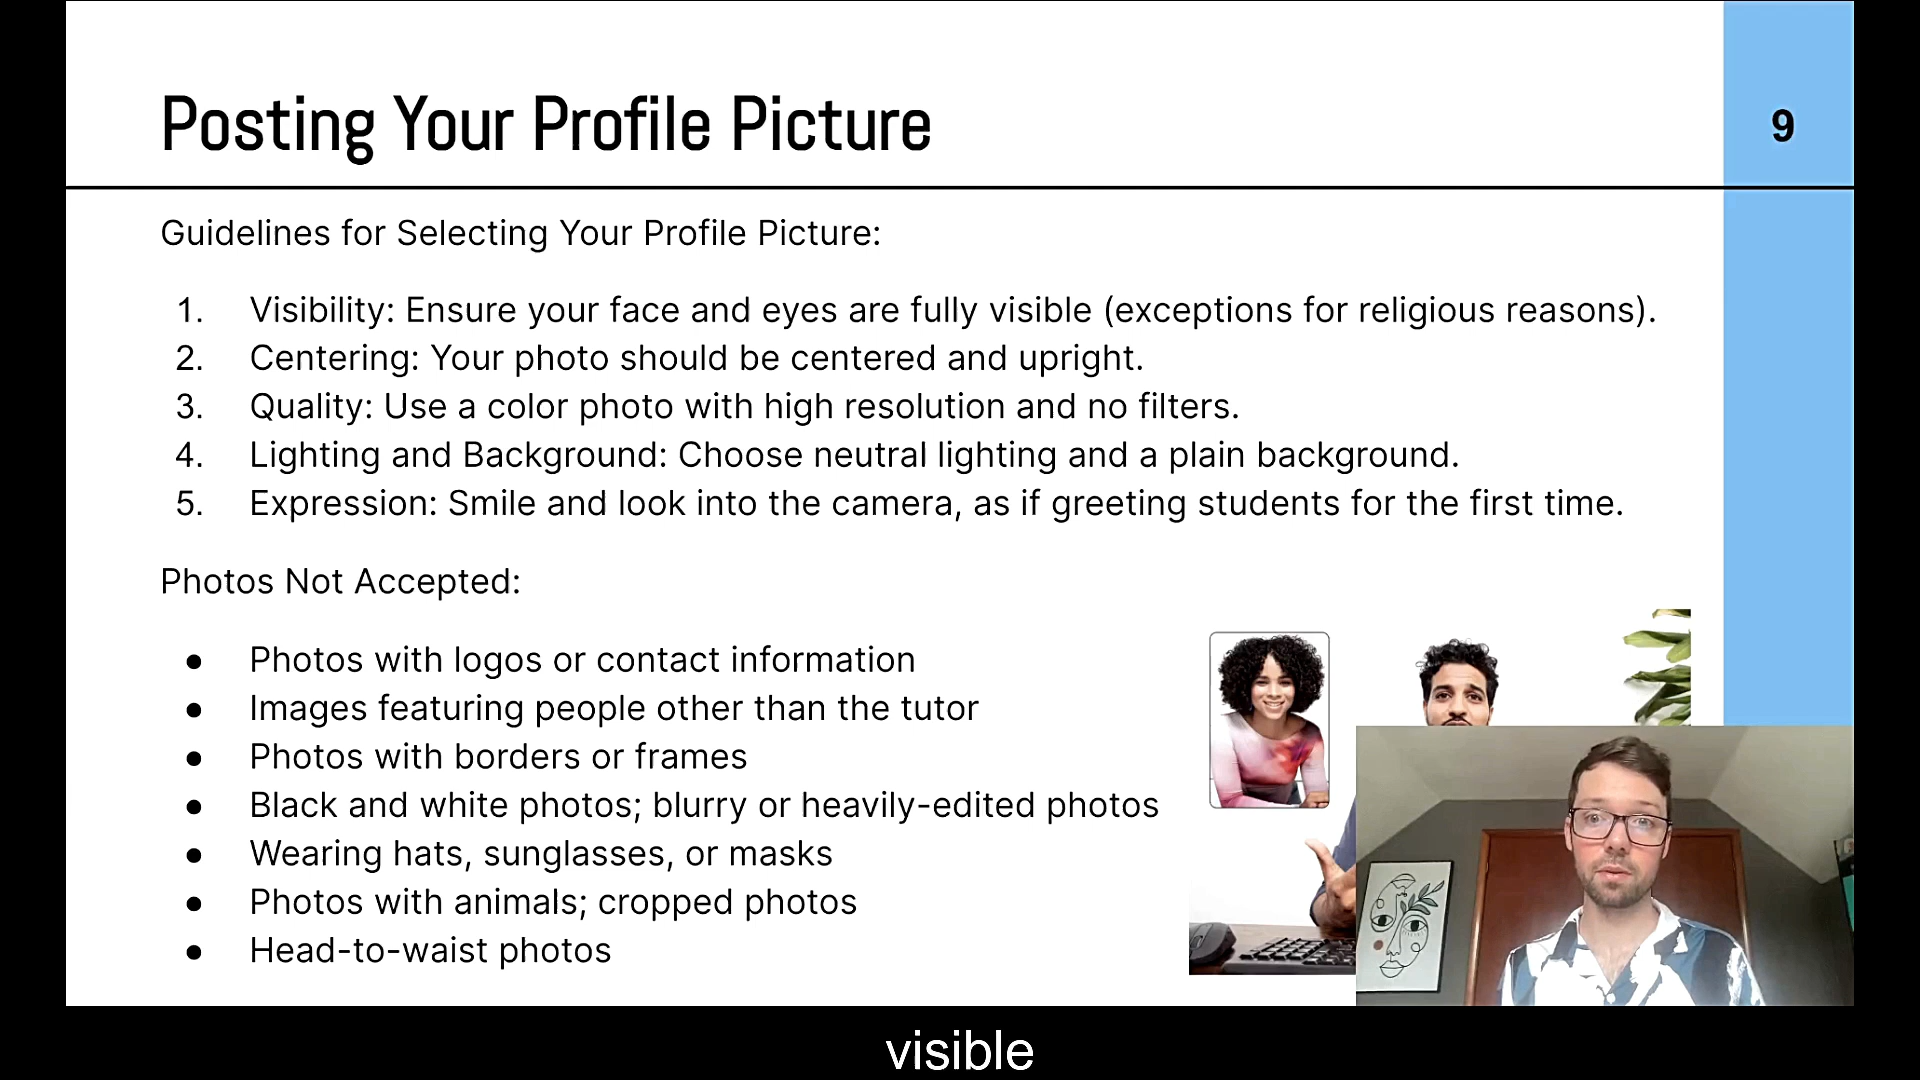 Posting Your Profile Picture
9
Guidelines for Selecting Your Profile Picture:
1. Visibility: Ensure your face and eyes are fully visible (exceptions for religious reasons).
2. Centering: Your photo should be centered and upright.
3. Quality: Use a color photo with high resolution and no filters.
4. Lighting and Background: Choose neutral lighting and a plain background.
5. Expression: Smile and look into the camera, as if greeting students for the first time.
Photos Not Accepted:
● Photos with logos or contact information
● Images featuring people other than the tutor
● Photos with borders or frames
● Black and white photos; blurry or heavily-edited photos
● Wearing hats, sunglasses, or masks
● Photos with animals; cropped photos
● Head-to-waist photos
visible